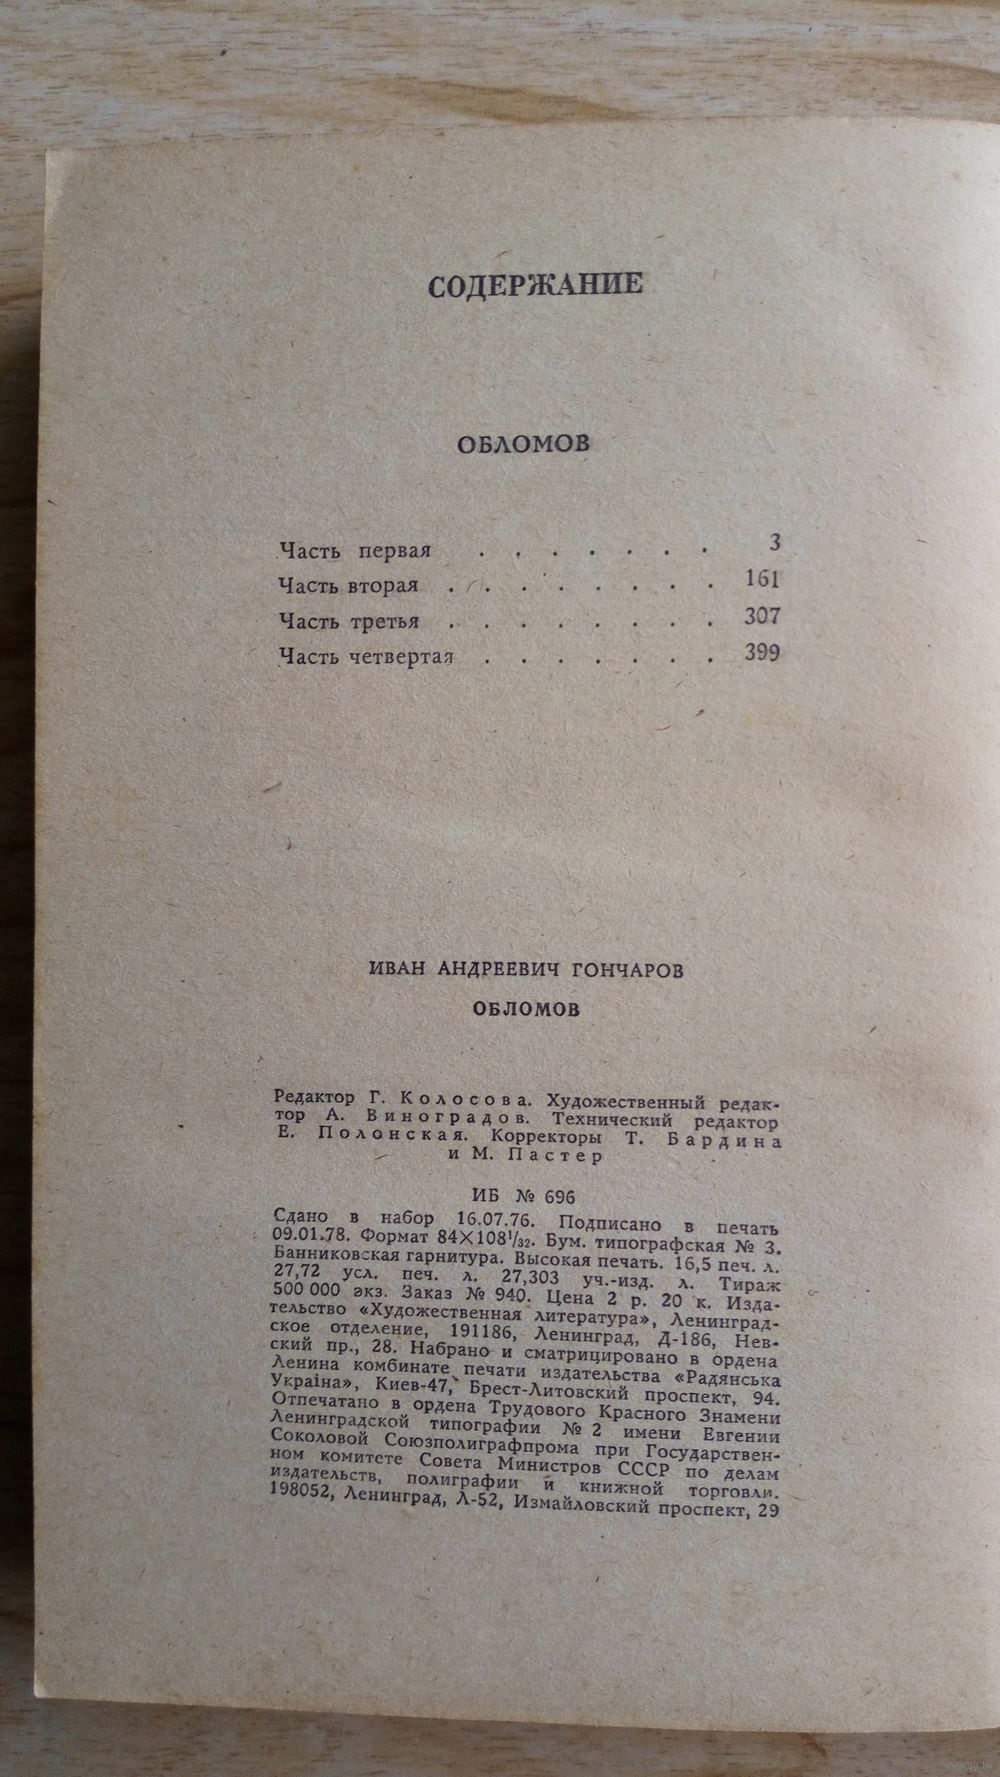 СОДЕРЖАНИЕ
ОБЛОМОВ
Часть первая . . . . . . . 3
Часть вторая . . . . . . . . 161
Часть третья . . . . . . . . 307
Часть четвертая . . . . . . . 399
ИВАН АНДРЕЕВИЧ ГОНЧАРОВ
ОБЛОМОВ
Редактор Г. Колосова. Художественный редак-
тор А. Виноградов. Технический редактор
Е. Полонская. Корректоры Т. Бардина
и М. Пастер
ИБ № 696
Сдано в набор 16.07.76. Подписано в печать
09.01.78. Формат 84×108¹/₃₂. Бум. типографская № 3.
Банниковская гарнитура. Высокая печать. 16,5 печ. л.
27,72 усл. печ. л. 27,303 уч.-изд. л. Тираж
500 000 экз. Заказ № 940. Цена 2 р. 20 к. Изда-
тельство «Художественная литература», Ленинград-
ское отделение, 191186, Ленинград, Д-186, Нев-
ский пр., 28. Набрано и сматрицировано в ордена
Ленина комбинате печати издательства «Радянська
Україна», Киев-47, Брест-Литовский проспект, 94.
Отпечатано в ордена Трудового Красного Знамени
Ленинградской типографии № 2 имени Евгении
Соколовой Союзполиграфпрома при Государствен-
ном комитете Совета Министров СССР по делам
издательств, полиграфии и книжной торговли.
198052, Ленинград, Л-52, Измайловский проспект, 29
www.ay.by